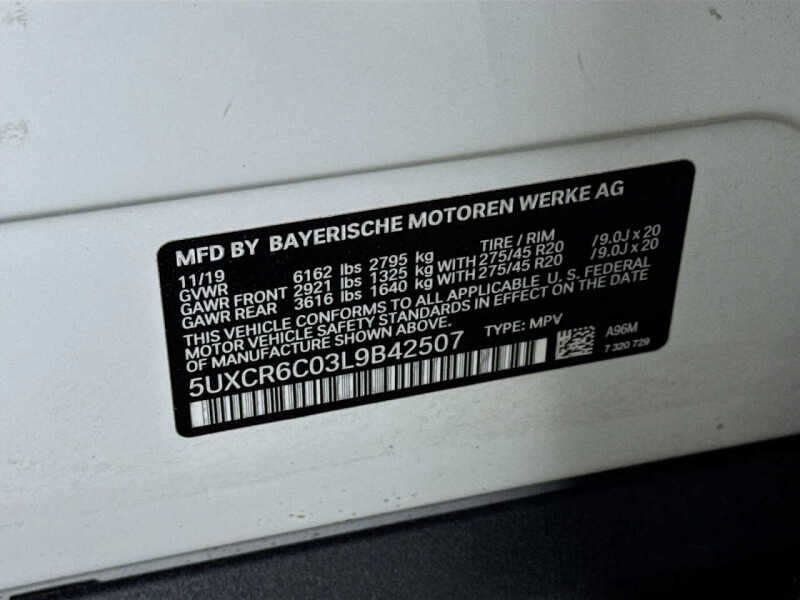 MFD BY BAYERISCHE MOTOREN WERKE AG
11/19 TIRE / RIM
GVWR 6162 lbs 2795 kg
GAWR FRONT 2921 lbs 1325 kg WITH 275/45 R20 /9.0J x 20
GAWR REAR 3616 lbs 1640 kg WITH 275/45 R20 /9.0J x 20
THIS VEHICLE CONFORMS TO ALL APPLICABLE U.S. FEDERAL
MOTOR VEHICLE SAFETY STANDARDS IN EFFECT ON THE DATE
OF MANUFACTURE SHOWN ABOVE.
5UXCR6C03L9B42507 TYPE: MPV A96M
7 320 729